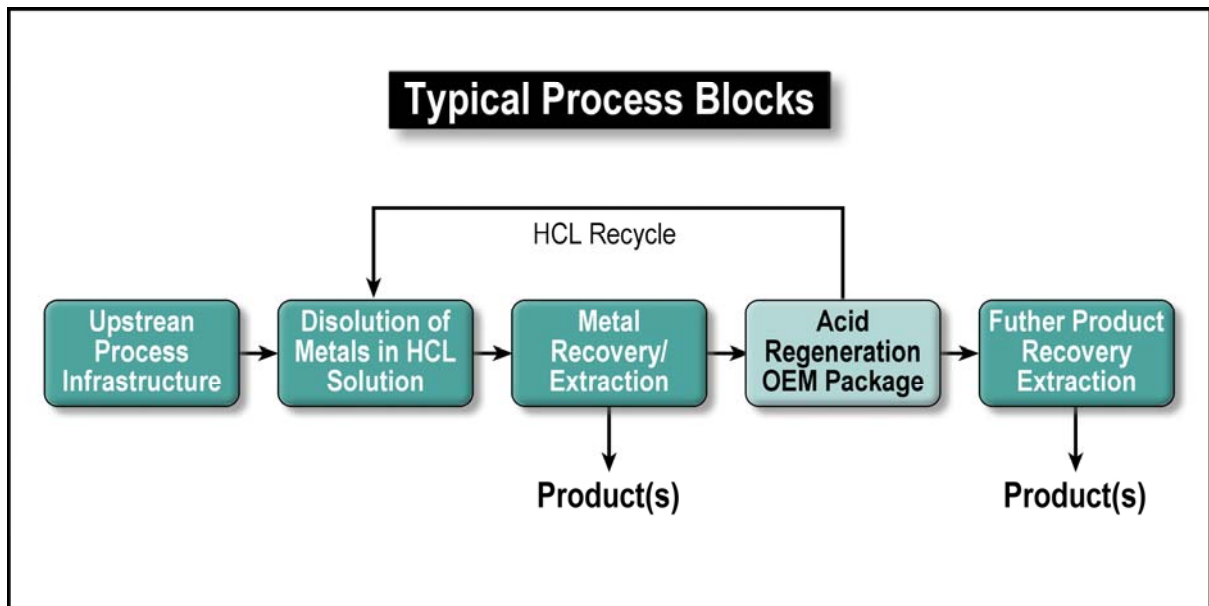 Typical Process Blocks
HCL Recycle
Upstrean
Process
Infrastructure
Disolution of
Metals in HCL
Solution
Metal
Recovery/
Extraction
Acid
Regeneration
OEM Package
Futher Product
Recovery
Extraction
Product(s)
Product(s)